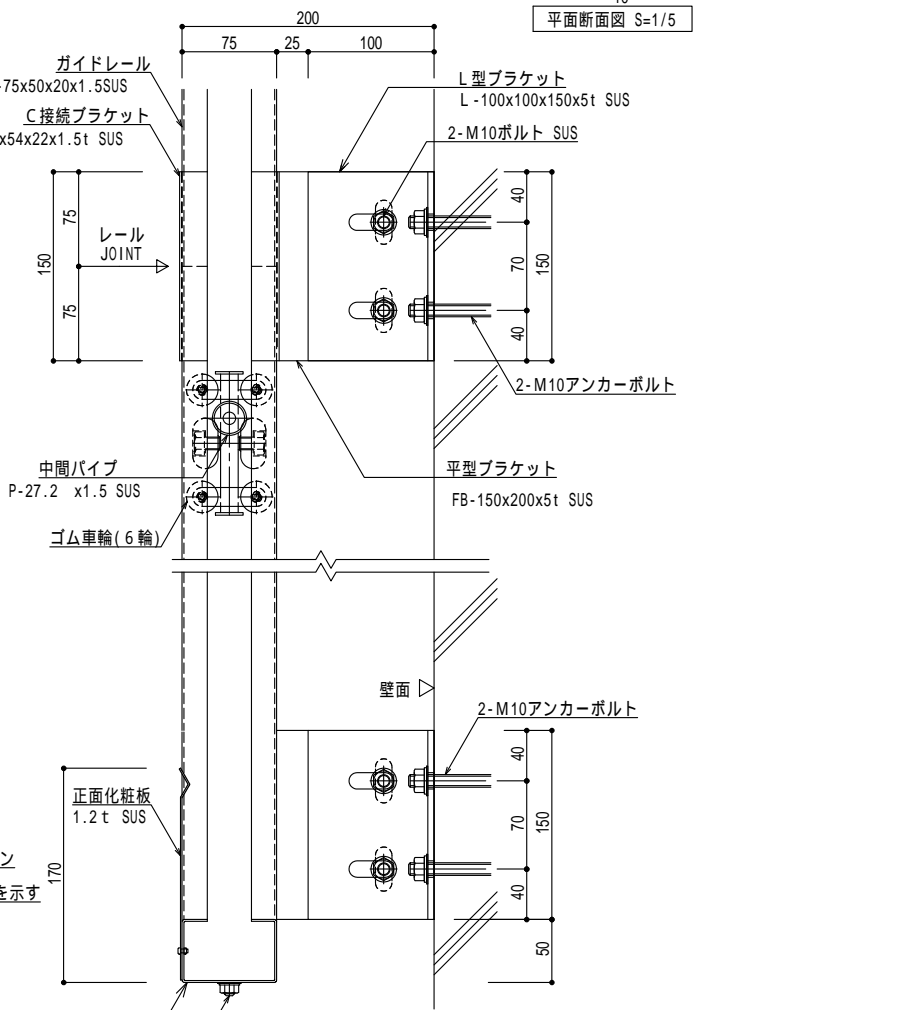 平面断面図 S=1/5
200
75
25
100
ガイドレール
-75x50x20x1.5SUS
C接続ブラケット
x54x22x1.5t SUS
L型ブラケット
L-100x100x150x5t SUS
2-M10ボルト SUS
150
75
75
レール
JOINT
40
70
40
150
2-M10アンカーボルト
中間パイプ
P-27.2 x1.5 SUS
ゴム車輪(6輪)
平型ブラケット
FB-150x200x5t SUS
壁面
2-M10アンカーボルト
正面化粧板
1.2t SUS
ン
を示す
170
40
70
40
150
50